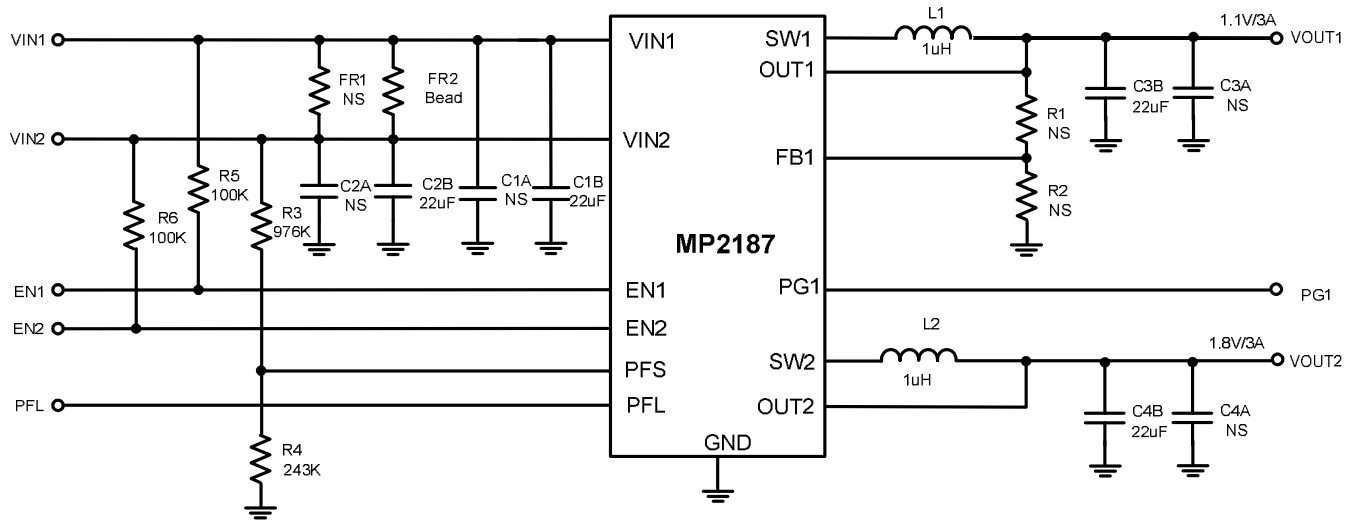 VIN1
VIN2
EN1
EN2
PFL
R6
100K
R5
100K
R3
976K
R4
243K
FR1
NS
FR2
Bead
C2A
NS
C2B
22uF
C1A
NS
C1B
22uF
VIN1
VIN2
EN1
EN2
PFS
PFL
MP2187
GND
SW1
OUT1
FB1
PG1
SW2
OUT2
L1
1uH
R1
NS
R2
NS
C3B
22uF
C3A
NS
1.1V/3A
VOUT1
PG1
L2
1uH
1.8V/3A
VOUT2
C4B
22uF
C4A
NS